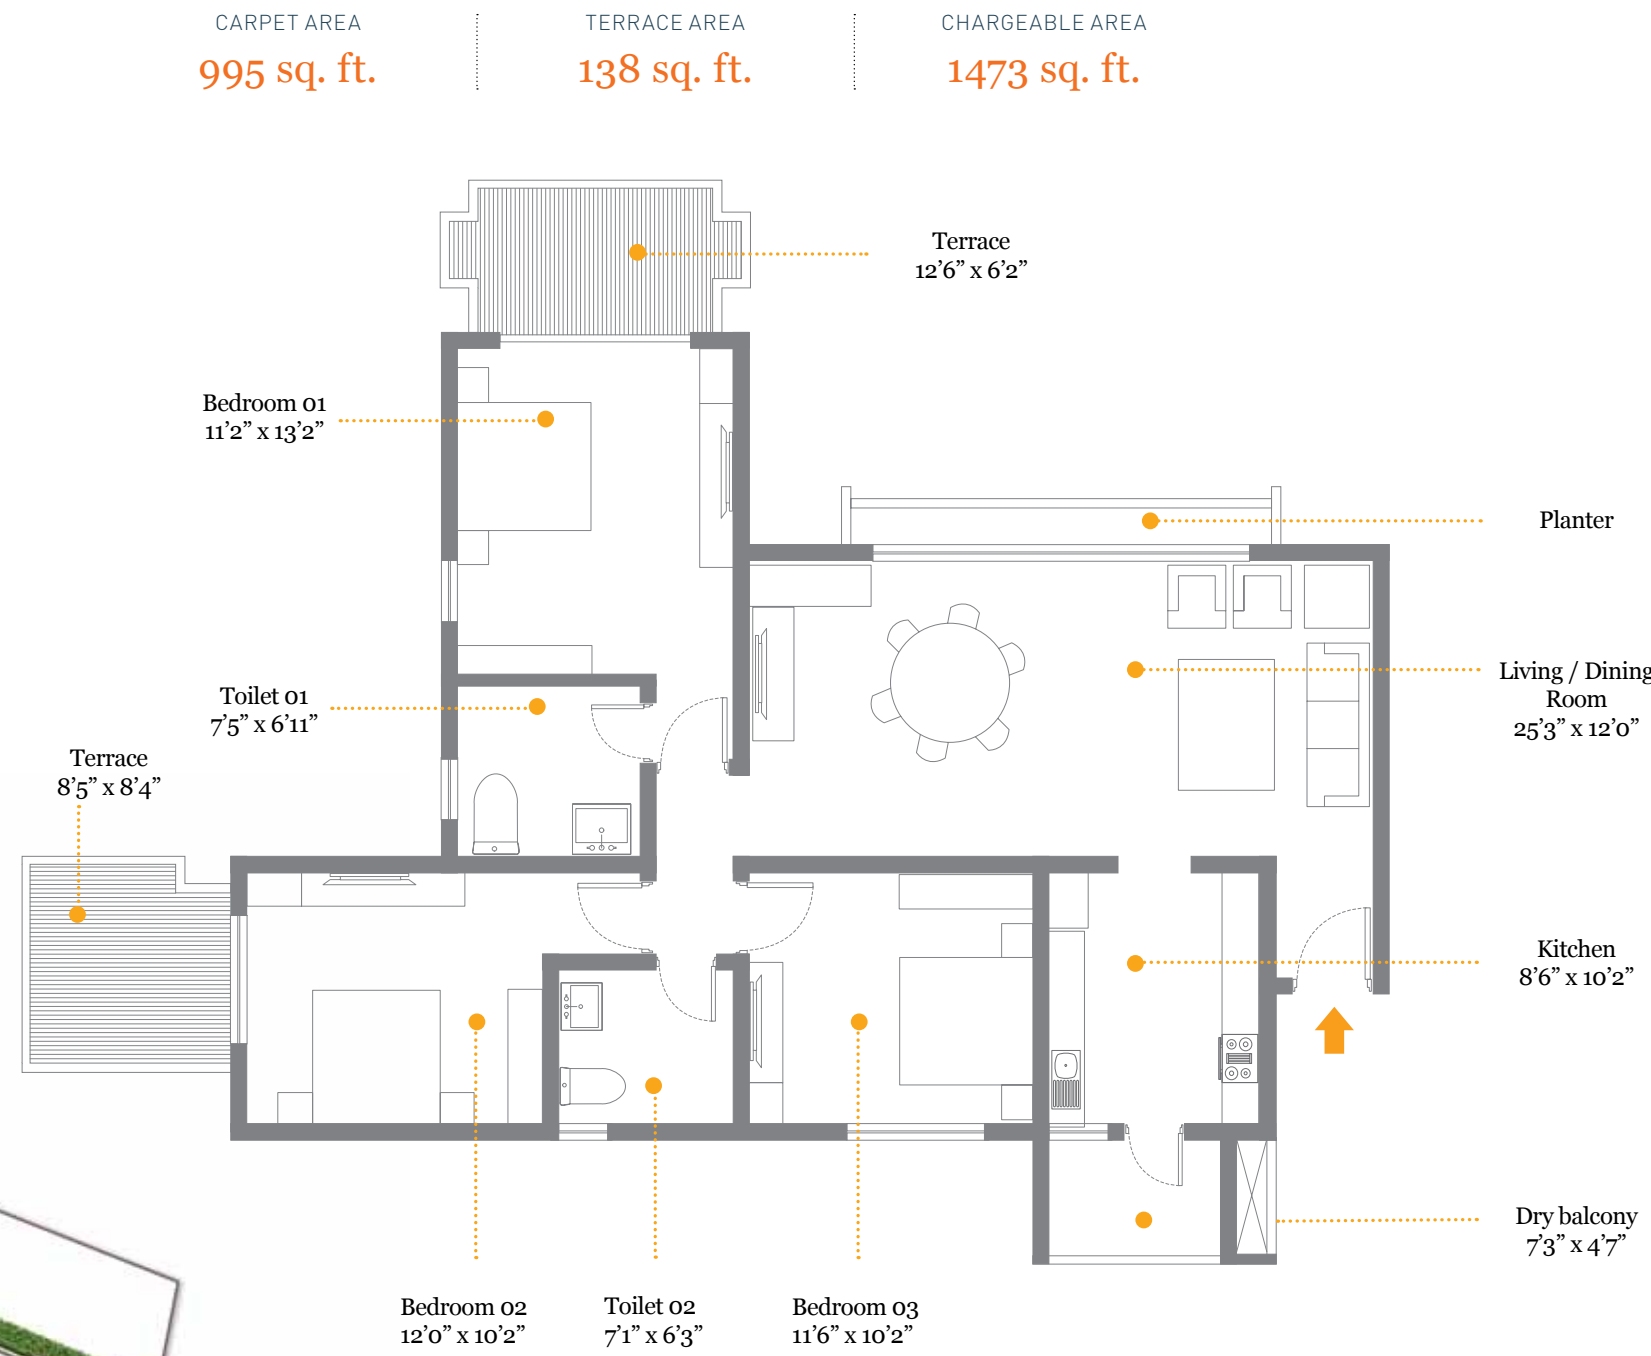 CARPET AREA
995 sq. ft.
TERRACE AREA
138 sq. ft.
CHARGEABLE AREA
1473 sq. ft.
Terrace
12’6” x 6’2”
Bedroom 01
11’2” x 13’2”
Planter
Living / Dining
Room
25’3” x 12’0”
Toilet 01
7’5” x 6’11”
Terrace
8’5” x 8’4”
Kitchen
8’6” x 10’2”
Dry balcony
7’3” x 4’7”
Bedroom 02
12’0” x 10’2”
Toilet 02
7’1” x 6’3”
Bedroom 03
11’6” x 10’2”